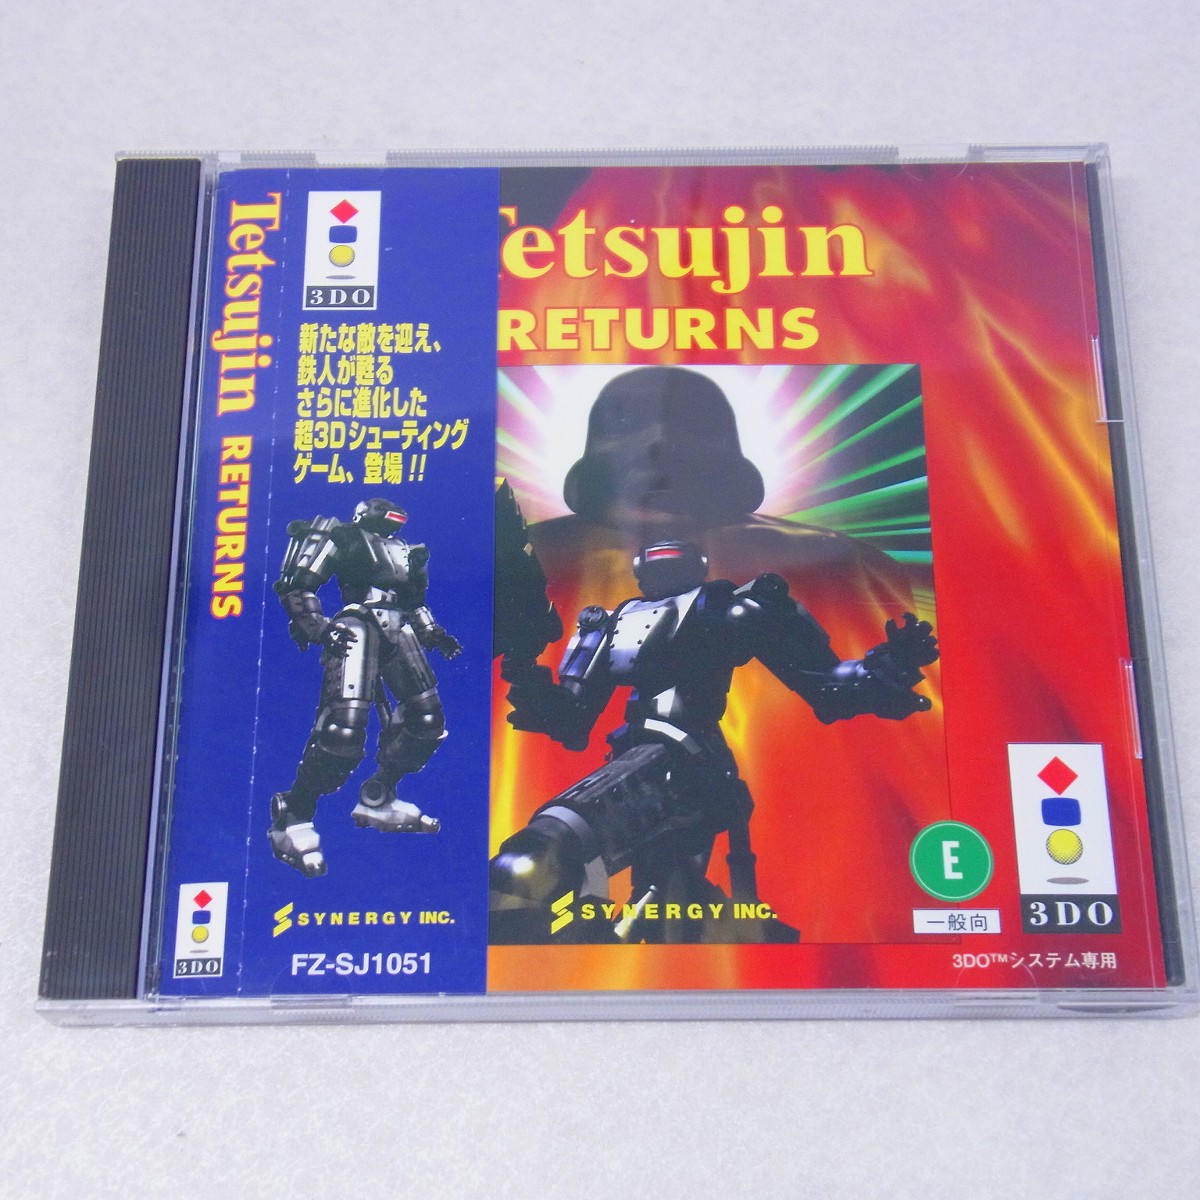 Tetsujin RETURNS
3DO
新たな敵を迎え、
鉄人が甦る
さらに進化した
超3Dシューティング
ゲーム、登場!!
SYNERGY INC.
FZ-SJ1051
3DO
Tetsujin
RETURNS
SYNERGY INC.
E
一般向
3DO
3DO™システム専用